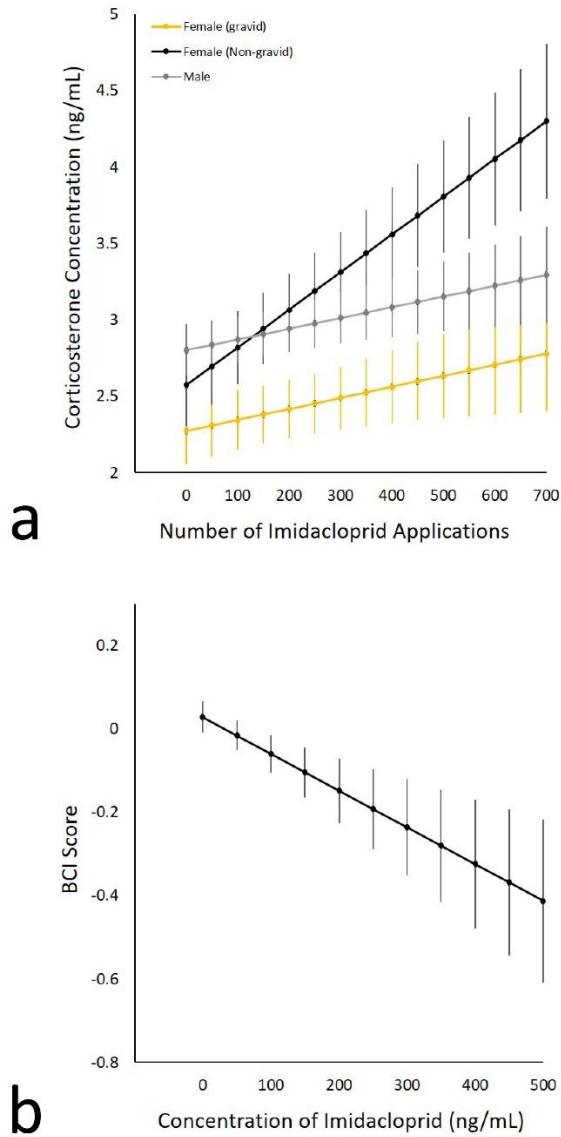 Female (gravid)
Female (Non-gravid)
Male
Corticosterone Concentration (ng/mL)
5
4.5
4
3.5
3
2.5
2
0 100 200 300 400 500 600 700
Number of Imidacloprid Applications
a
BCI Score
0.2
0
-0.2
-0.4
-0.6
-0.8
0 100 200 300 400 500
Concentration of Imidacloprid (ng/mL)
b